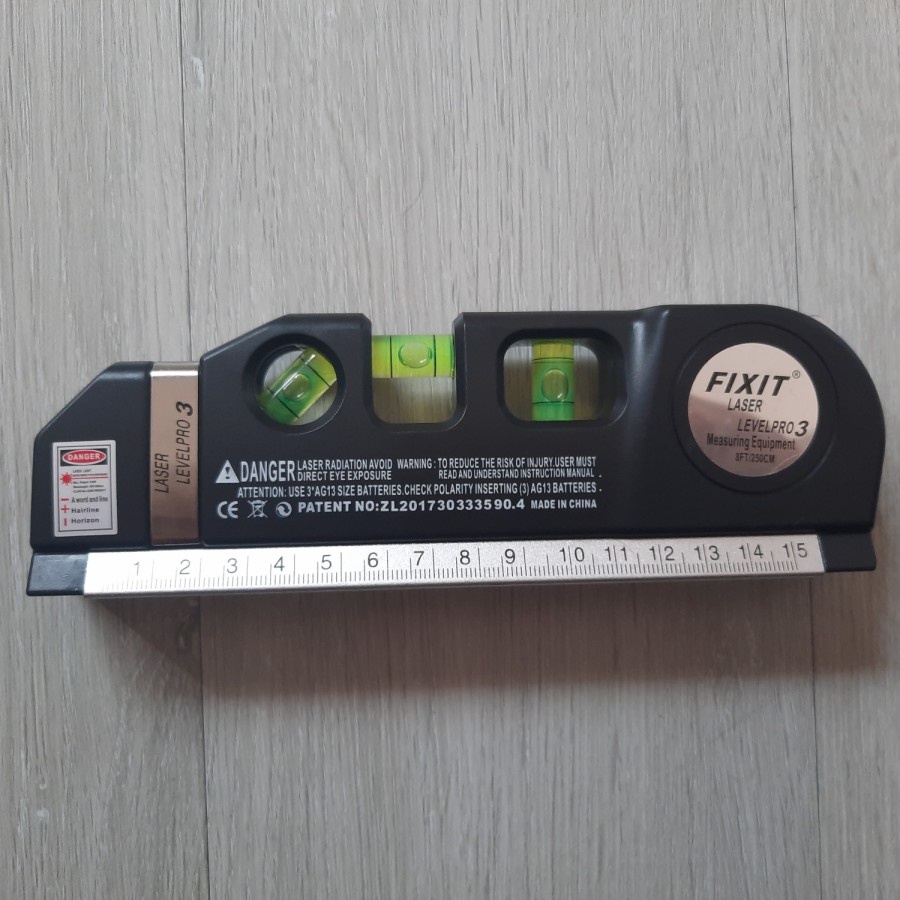 FIXIT®
LASER
LEVELPRO3
Measuring Equipment
8FT/250CM
LASER
LEVELPRO 3
DANGER
A word and line
Hairline
Horizon
DANGER LASER RADIATION AVOID DIRECT EYE EXPOSURE
WARNING : TO REDUCE THE RISK OF INJURY.USER MUST
READ AND UNDERSTAND INSTRUCTION MANUAL .
ATTENTION: USE 3*AG13 SIZE BATTERIES.CHECK POLARITY INSERTING (3) AG13 BATTERIES .
CE PATENT NO:ZL201730333590.4 MADE IN CHINA
1 2 3 4 5 6 7 8 9 10 11 12 13 14 15